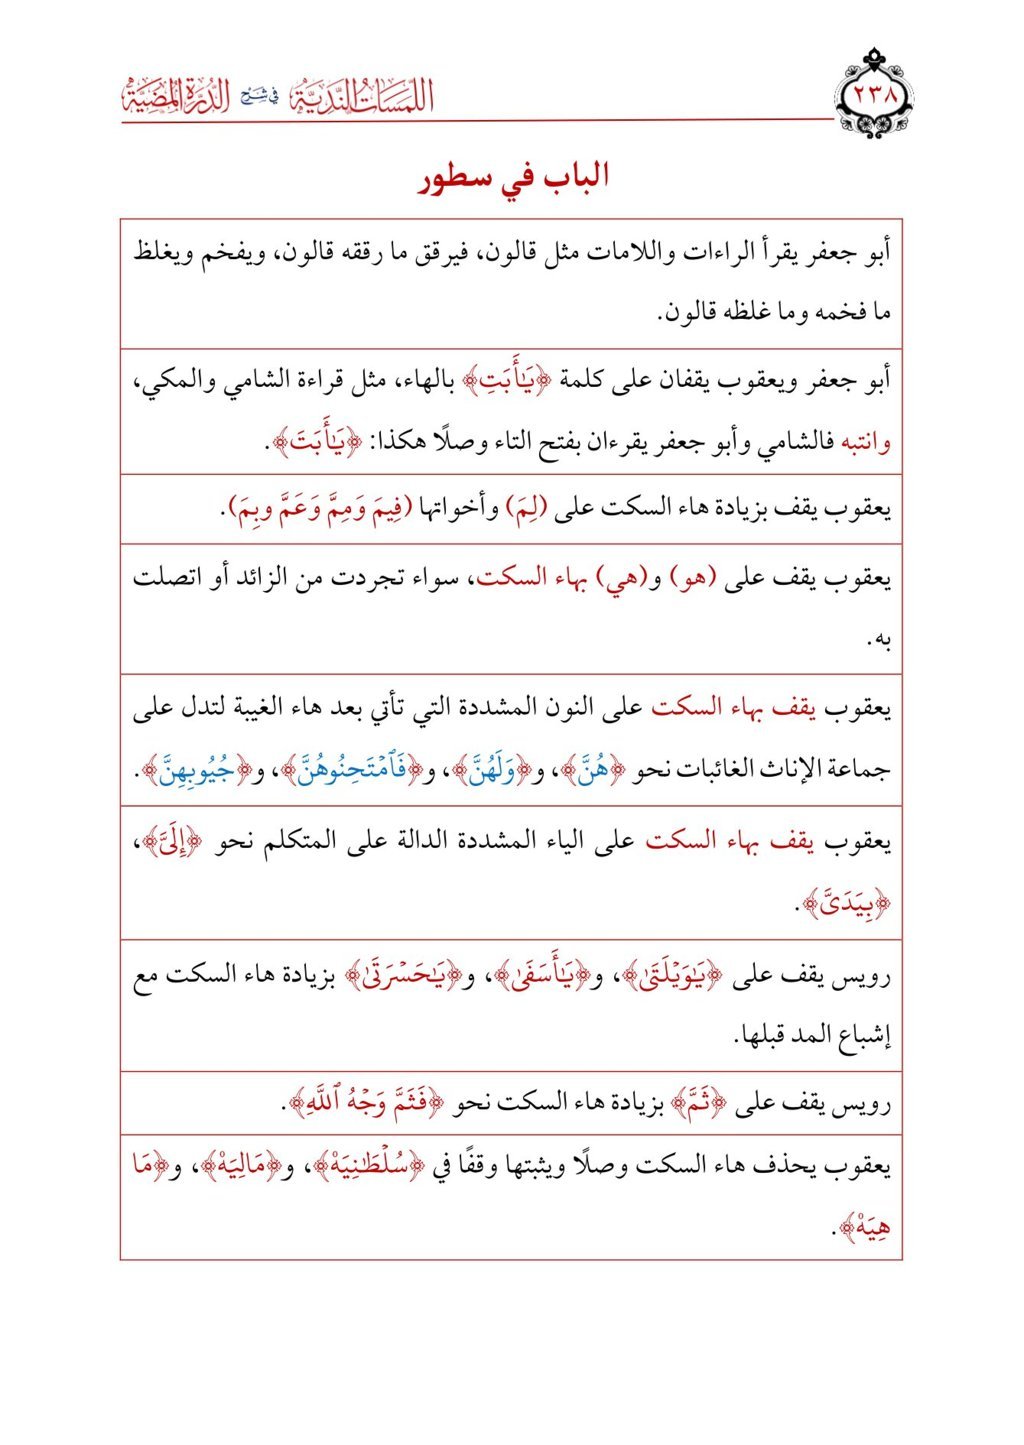 اللمسات الندية في شرح الدرة المضية
٢٣٨
الباب في سطور
أبو جعفر يقرأ الراءات واللامات مثل قالون، فيرقق ما رققه قالون، ويفخم ويغلظ
ما فخمه وما غلظه قالون.
أبو جعفر ويعقوب يقفان على كلمة ﴿يَٰٓأَبَتِ﴾ بالهاء، مثل قراءة الشامي والمكي،
وانتبه فالشامي وأبو جعفر يقرءان بفتح التاء وصلًا هكذا: ﴿يَٰٓأَبَتَ﴾.
يعقوب يقف بزيادة هاء السكت على (لِمَ) وأخواتها (فِيمَ وَمِمَّ وَعَمَّ وبِمَ).
يعقوب يقف على (هو) و(هي) بهاء السكت، سواء تجردت من الزائد أو اتصلت
به.
يعقوب يقف بهاء السكت على النون المشددة التي تأتي بعد هاء الغيبة لتدل على
جماعة الإناث الغائبات نحو ﴿هُنَّ﴾، و﴿وَلَهُنَّ﴾، و﴿فَٱمۡتَحِنُوهُنَّ﴾، و﴿جُيُوبِهِنَّ﴾.
يعقوب يقف بهاء السكت على الياء المشددة الدالة على المتكلم نحو ﴿إِلَىَّ﴾،
﴿بِيَدَىَّ﴾.
رويس يقف على ﴿يَٰوَيۡلَتَىٰ﴾، و﴿يَٰٓأَسَفَىٰ﴾، و﴿يَٰحَسۡرَتَىٰ﴾ بزيادة هاء السكت مع
إشباع المد قبلها.
رويس يقف على ﴿ثَمَّ﴾ بزيادة هاء السكت نحو ﴿فَثَمَّ وَجۡهُ ٱللَّهِ﴾.
يعقوب يحذف هاء السكت وصلًا ويثبتها وقفًا في ﴿سُلۡطَٰنِيَهۡ﴾، و﴿مَالِيَهۡ﴾، و﴿مَا
هِيَهۡ﴾.